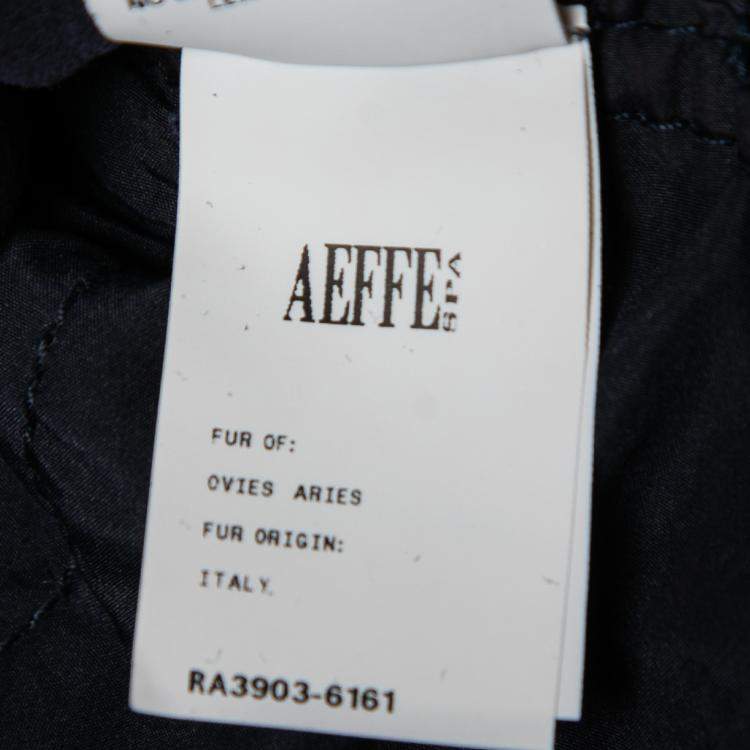 AEFFE SPA
FUR OF:
OVIES ARIES
FUR ORIGIN:
ITALY.
RA3903-6161